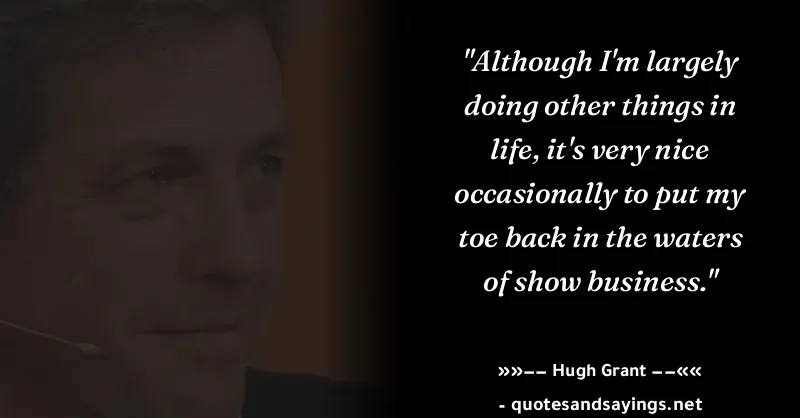 "Although I'm largely
doing other things in
life, it's very nice
occasionally to put my
toe back in the waters
of show business."
»»−− Hugh Grant −−««
- quotesandsayings.net